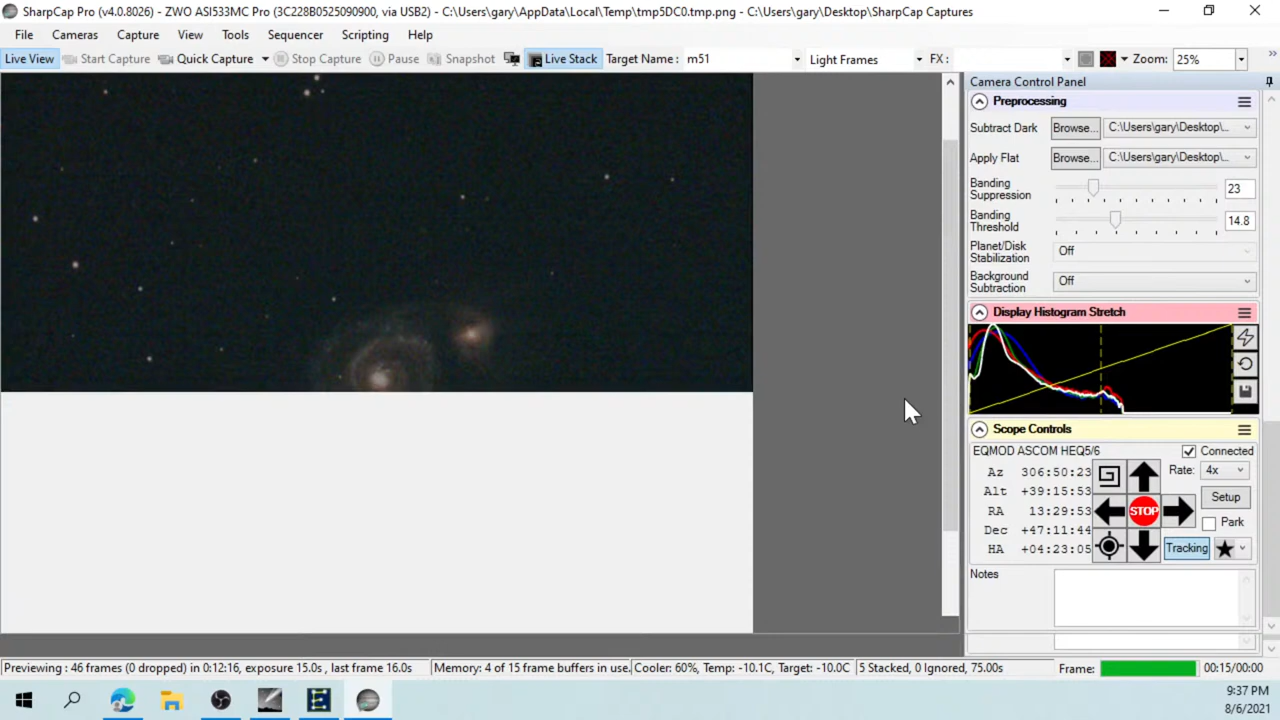 SharpCap Pro (v4.0.8026) - ZWO ASI533MC Pro (3C228B0525090900, via USB2) - C:\Users\gary\AppData\Local\Temp\tmp5DC0.tmp.png - C:\Users\gary\Desktop\SharpCap Captures
File Cameras Capture View Tools Sequencer Scripting Help
Live View Start Capture Quick Capture Stop Capture Pause Snapshot Live Stack Target Name : m51 Light Frames FX : Zoom: 25%
Camera Control Panel
Preprocessing
Subtract Dark Browse... C:\Users\gary\Desktop\...
Apply Flat Browse... C:\Users\gary\Desktop\...
Banding Suppression 23
Banding Threshold 14.8
Planet/Disk Stabilization Off
Background Subtraction Off
Display Histogram Stretch
Scope Controls
EQMOD ASCOM HEQ5/6 Connected
Az 306:50:23 Rate: 4x
Alt +39:15:53 Setup
RA 13:29:53 STOP
Dec +47:11:44 Park
HA +04:23:05 Tracking
Notes
Previewing : 46 frames (0 dropped) in 0:12:16, exposure 15.0s , last frame 16.0s Memory: 4 of 15 frame buffers in use. Cooler: 60%, Temp: -10.1C, Target: -10.0C 5 Stacked, 0 Ignored, 75.00s Frame: 00:15/00:00
9:37 PM
8/6/2021